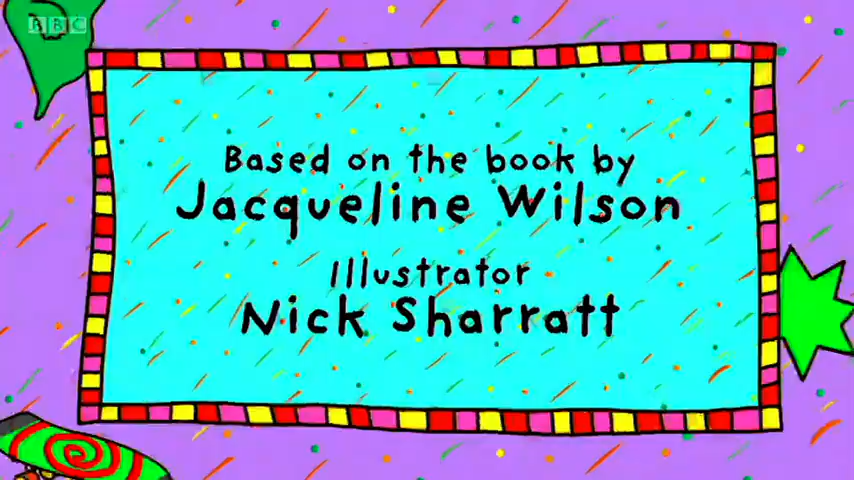 BBC
Based on the book by
Jacqueline Wilson
Illustrator
Nick Sharratt